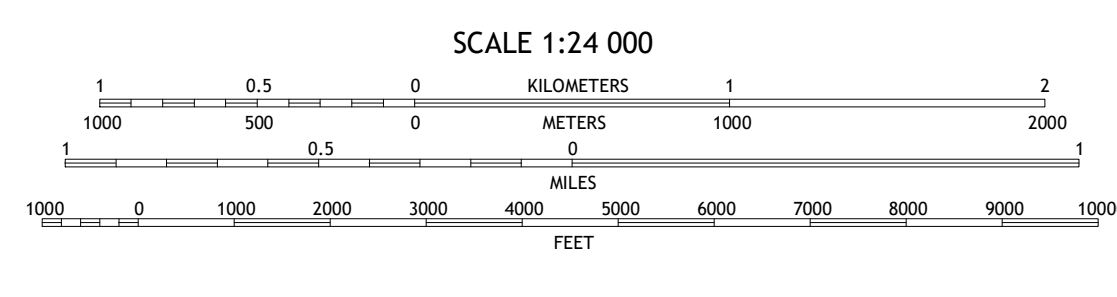 SCALE 1:24 000
1 0.5 0 KILOMETERS 1 2
1000 500 0 METERS 1000 2000
1 0.5 0 1
MILES
1000 0 1000 2000 3000 4000 5000 6000 7000 8000 9000 1000
FEET